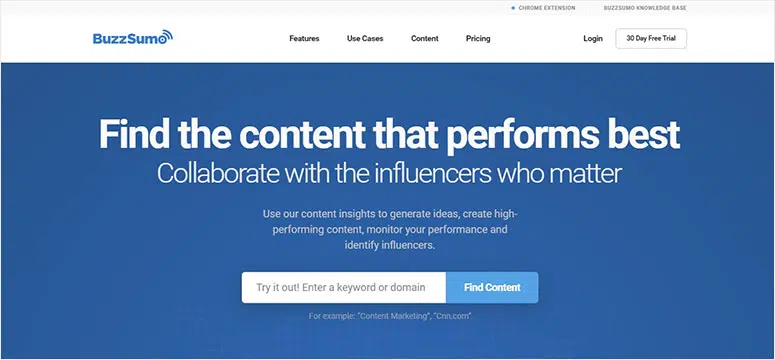 CHROME EXTENSION BUZZSUMO KNOWLEDGE BASE
BuzzSumo Features Use Cases Content Pricing Login 30 Day Free Trial
Find the content that performs best
Collaborate with the influencers who matter
Use our content insights to generate ideas, create high-
performing content, monitor your performance and
identify influencers.
Try it out! Enter a keyword or domain Find Content
For example: "Content Marketing", "Cnn.com"